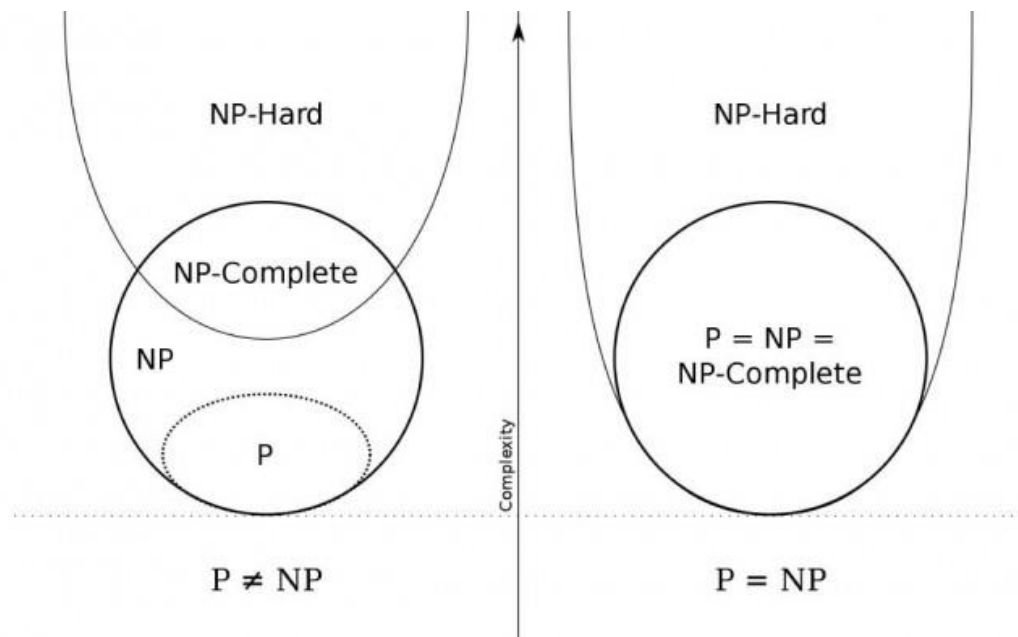 NP-Hard
NP-Complete
NP
P
P ≠ NP
Complexity
NP-Hard
P = NP =
NP-Complete
P = NP